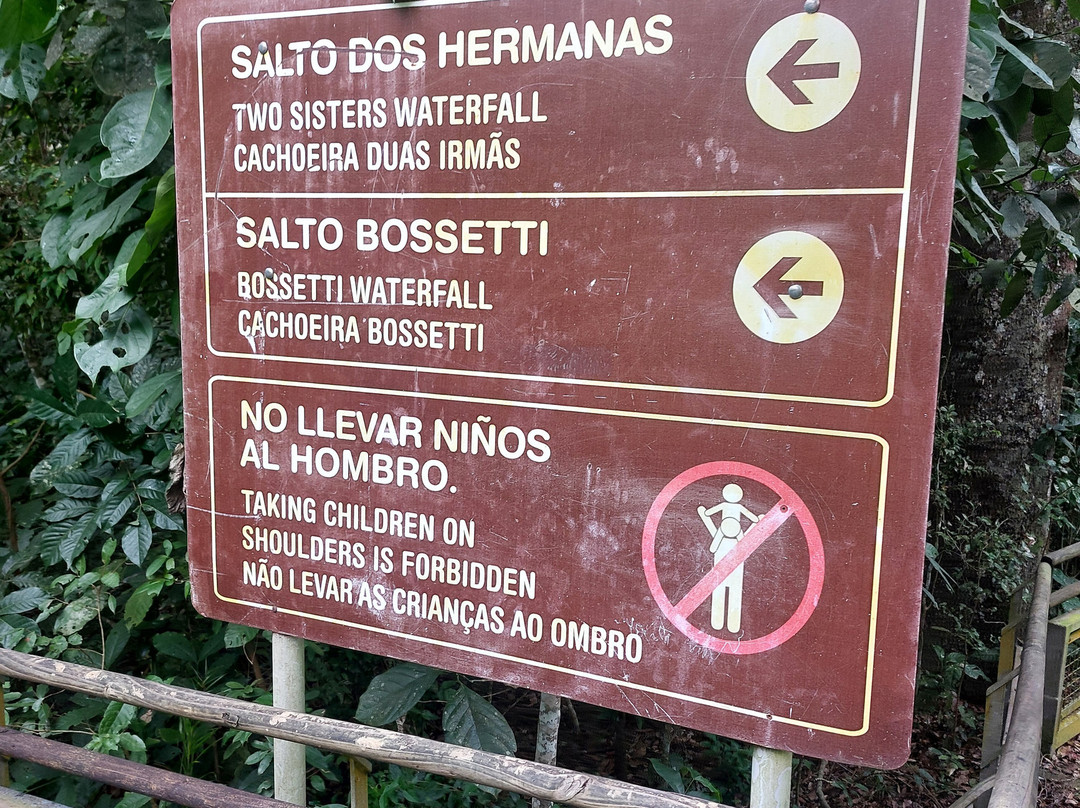 SALTO DOS HERMANAS
TWO SISTERS WATERFALL
CACHOEIRA DUAS IRMÃS
SALTO BOSSETTI
BOSSETTI WATERFALL
CACHOEIRA BOSSETTI
NO LLEVAR NIÑOS
AL HOMBRO.
TAKING CHILDREN ON
SHOULDERS IS FORBIDDEN
NÃO LEVAR AS CRIANÇAS AO OMBRO